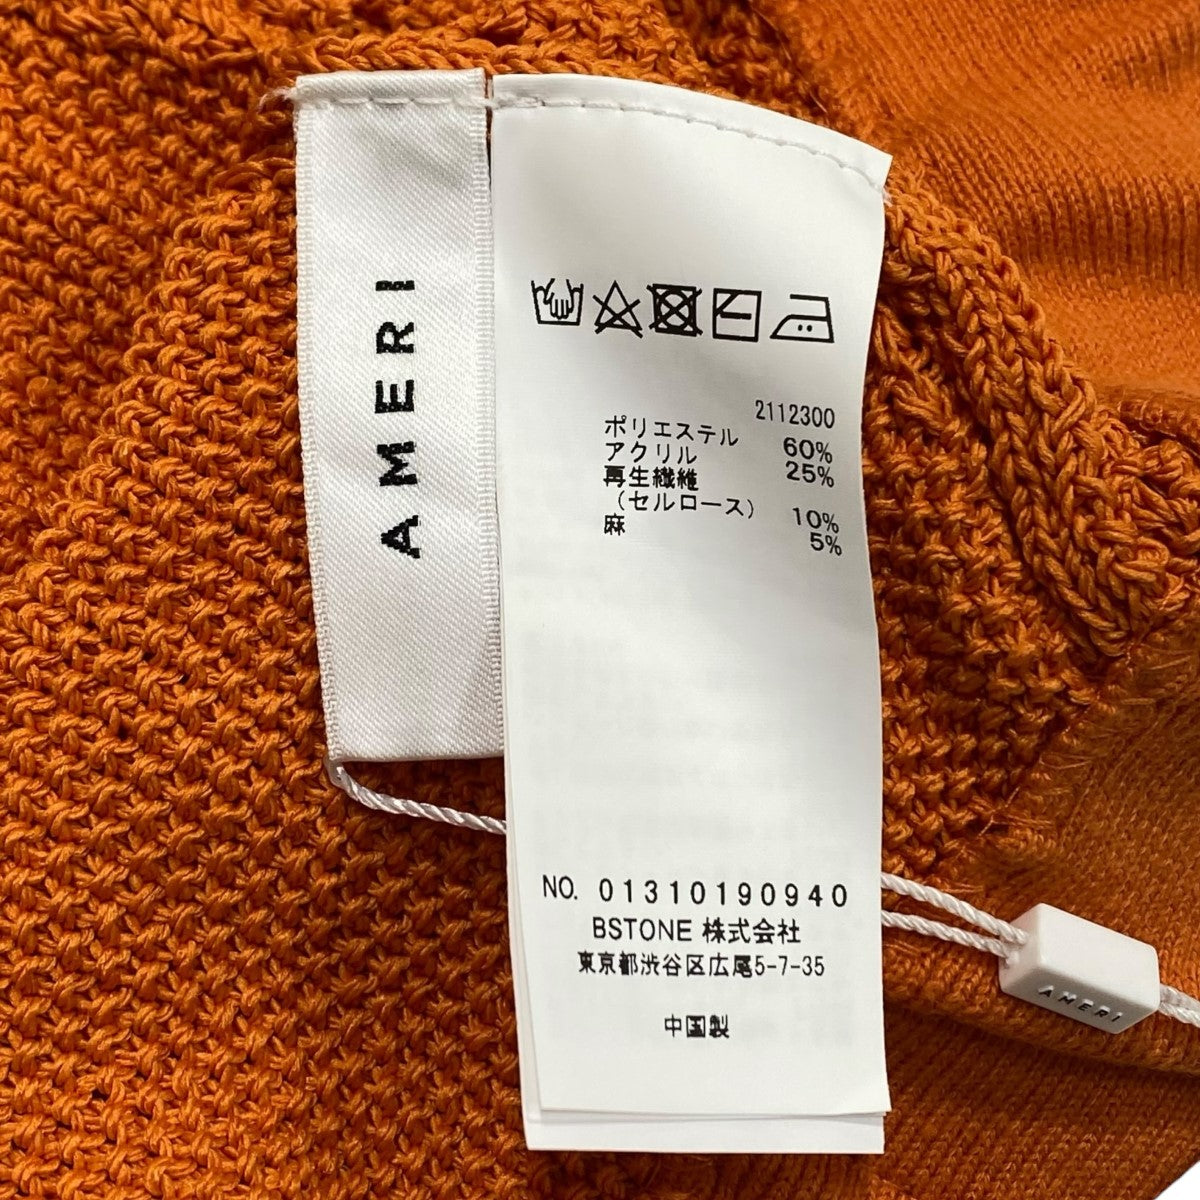 AMERI
2112300
ポリエステル 60%
アクリル 25%
再生繊維
（セルロース） 10%
麻 5%
NO. 01310190940
BSTONE 株式会社
東京都渋谷区広尾5-7-35
中国製
AMERI